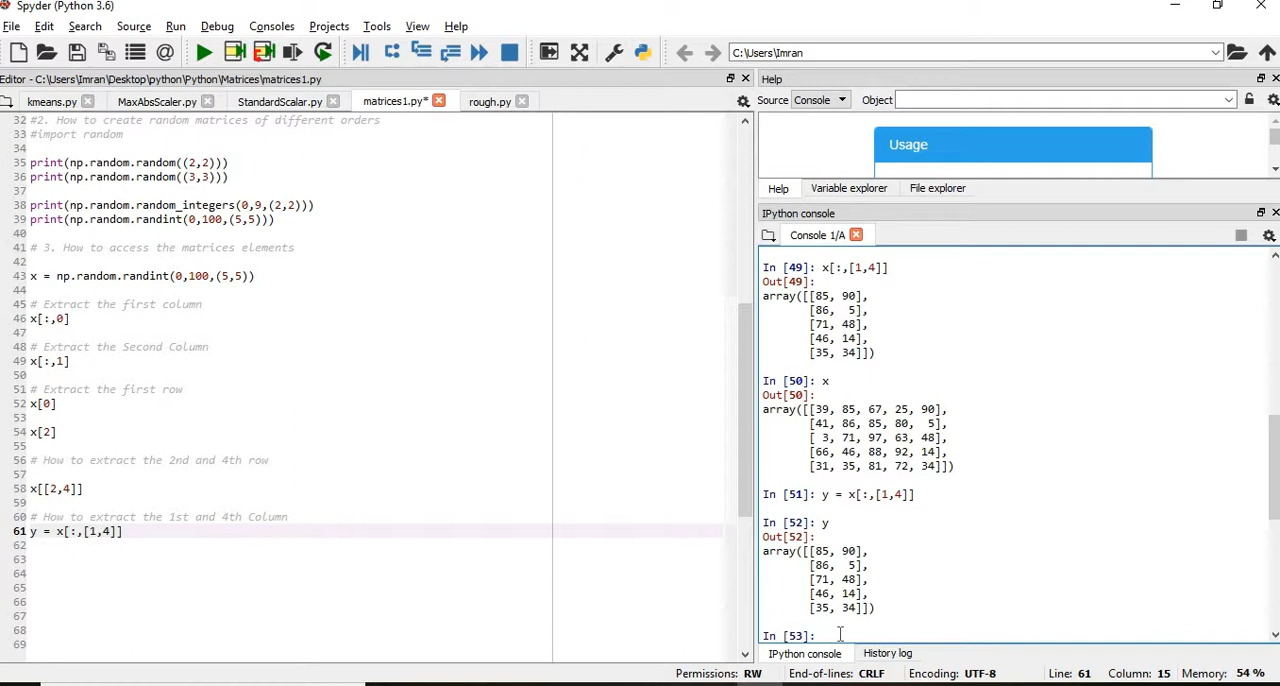 Spyder (Python 3.6)
File Edit Search Source Run Debug Consoles Projects Tools View Help
C:\Users\Imran
Editor - C:\Users\Imran\Desktop\python\Python\Matrices\matrices1.py
kmeans.py MaxAbsScaler.py StandardScalar.py matrices1.py* rough.py
32 #2. How to create random matrices of different orders
33 #import random
34
35 print(np.random.random((2,2)))
36 print(np.random.random((3,3)))
37
38 print(np.random.random_integers(0,9,(2,2)))
39 print(np.random.randint(0,100,(5,5)))
40
41 # 3. How to access the matrices elements
42
43 x = np.random.randint(0,100,(5,5))
44
45 # Extract the first column
46 x[:,0]
47
48 # Extract the Second Column
49 x[:,1]
50
51 # Extract the first row
52 x[0]
53
54 x[2]
55
56 # How to extract the 2nd and 4th row
57
58 x[[2,4]]
59
60 # How to extract the 1st and 4th Column
61 y = x[:,[1,4]]
62
63
64
65
66
67
68
69
Help
Source Console Object
Usage
Help Variable explorer File explorer
IPython console
Console 1/A
In [49]: x[:,[1,4]]
Out[49]:
array([[85, 90],
[86, 5],
[71, 48],
[46, 14],
[35, 34]])
In [50]: x
Out[50]:
array([[39, 85, 67, 25, 90],
[41, 86, 85, 80, 5],
[ 3, 71, 97, 63, 48],
[66, 46, 88, 92, 14],
[31, 35, 81, 72, 34]])
In [51]: y = x[:,[1,4]]
In [52]: y
Out[52]:
array([[85, 90],
[86, 5],
[71, 48],
[46, 14],
[35, 34]])
In [53]:
IPython console History log
Permissions: RW End-of-lines: CRLF Encoding: UTF-8 Line: 61 Column: 15 Memory: 54 %